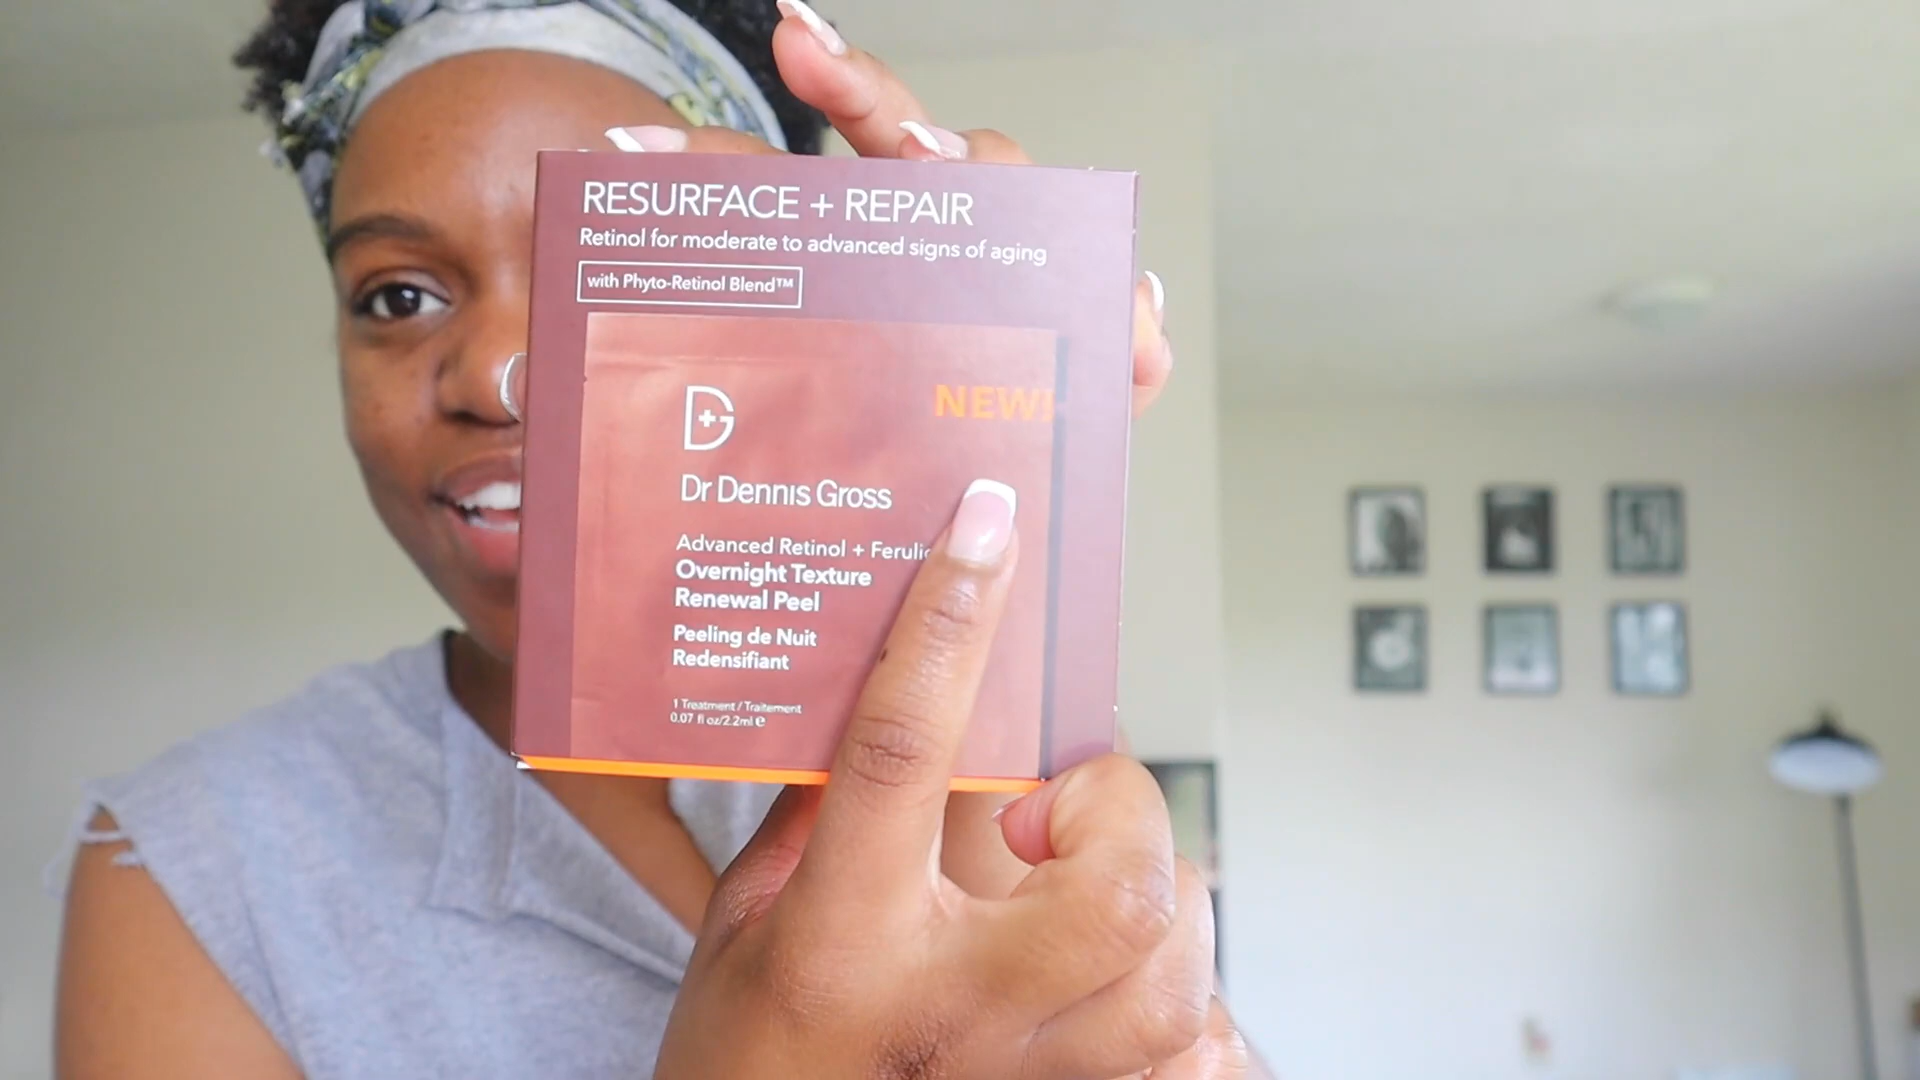 RESURFACE + REPAIR
Retinol for moderate to advanced signs of aging
with Phyto-Retinol Blend™
NEW!
Dr Dennis Gross
Advanced Retinol + Ferulic
Overnight Texture
Renewal Peel
Peeling de Nuit
Redensifiant
1 Treatment / Traitement
0.07 fl oz/2.2ml ℮